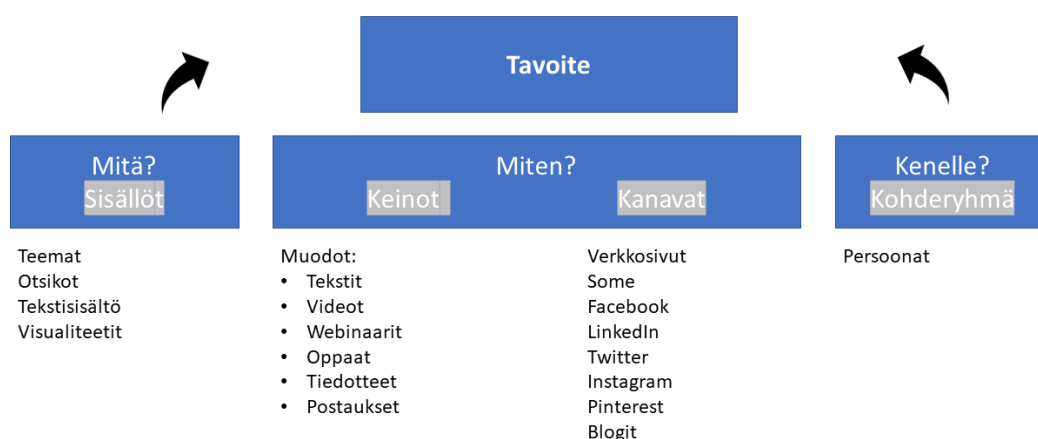 Tavoite
Mitä?
Sisällöt
Miten?
Keinot
Kanavat
Kenelle?
Kohderyhmä
Teemat
Otsikot
Tekstisisältö
Visualiteetit
Muodot:
• Tekstit
• Videot
• Webinaarit
• Oppaat
• Tiedotteet
• Postaukset
Verkkosivut
Some
Facebook
LinkedIn
Twitter
Instagram
Pinterest
Blogit
Persoonat